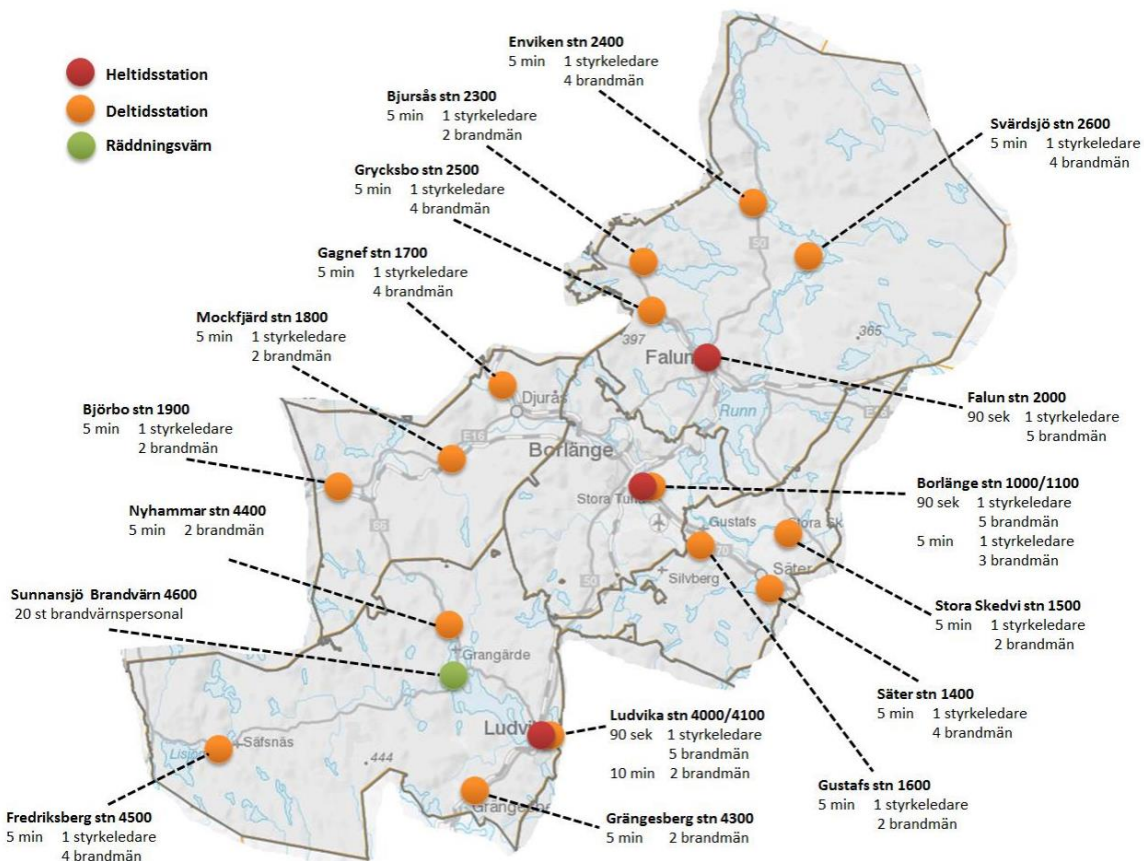 Heltidsstation
Deltidsstation
Räddningsvärn
Enviken stn 2400
5 min 1 styrkeledare
4 brandmän
Bjursås stn 2300
5 min 1 styrkeledare
2 brandmän
Grycksbo stn 2500
5 min 1 styrkeledare
4 brandmän
Svärdsjö stn 2600
5 min 1 styrkeledare
4 brandmän
Gagnef stn 1700
5 min 1 styrkeledare
4 brandmän
Mockfjärd stn 1800
5 min 1 styrkeledare
2 brandmän
Björbo stn 1900
5 min 1 styrkeledare
2 brandmän
Nyhammar stn 4400
5 min 2 brandmän
Sunnansjö Brandvärn 4600
20 st brandvärnspersonal
Fredriksberg stn 4500
5 min 1 styrkeledare
4 brandmän
Falun stn 2000
90 sek 1 styrkeledare
5 brandmän
Borlänge stn 1000/1100
90 sek 1 styrkeledare
5 brandmän
5 min 1 styrkeledare
3 brandmän
Stora Skedvi stn 1500
5 min 1 styrkeledare
2 brandmän
Säter stn 1400
5 min 1 styrkeledare
4 brandmän
Gustafs stn 1600
5 min 1 styrkeledare
2 brandmän
Ludvika stn 4000/4100
90 sek 1 styrkeledare
5 brandmän
10 min 2 brandmän
Grängesberg stn 4300
5 min 2 brandmän
50
397
365
Falun
Runn
Djurås
E16
Borlänge
Stora Tuna
Gustafs
Stora Sk
70
Säter
Silvberg
66
50
Grangärde
Säfsnäs
444